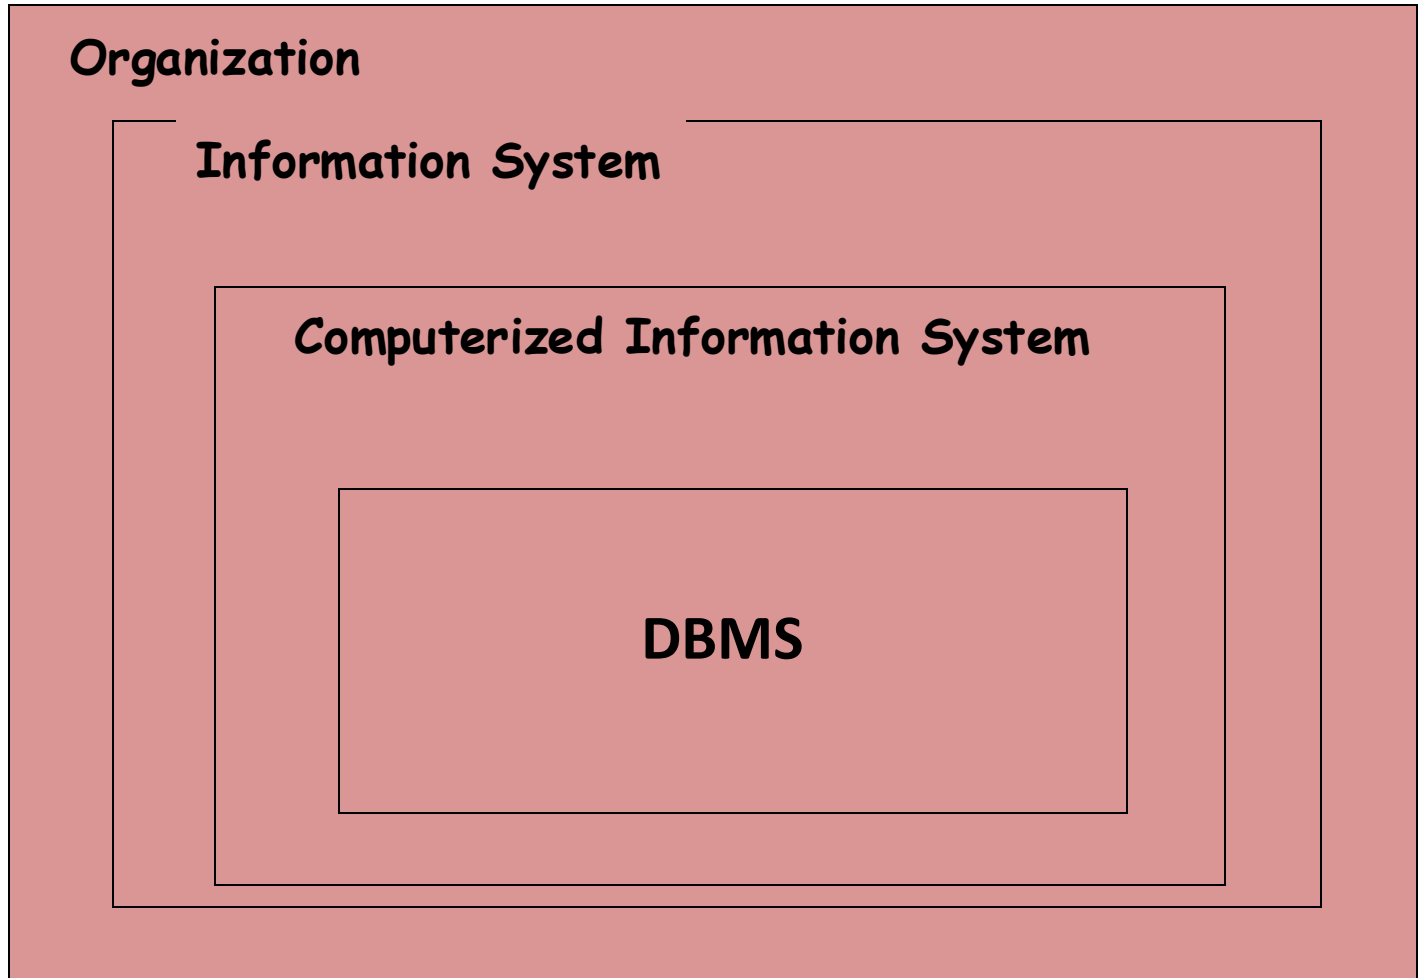 Organization
Information System
Computerized Information System
DBMS